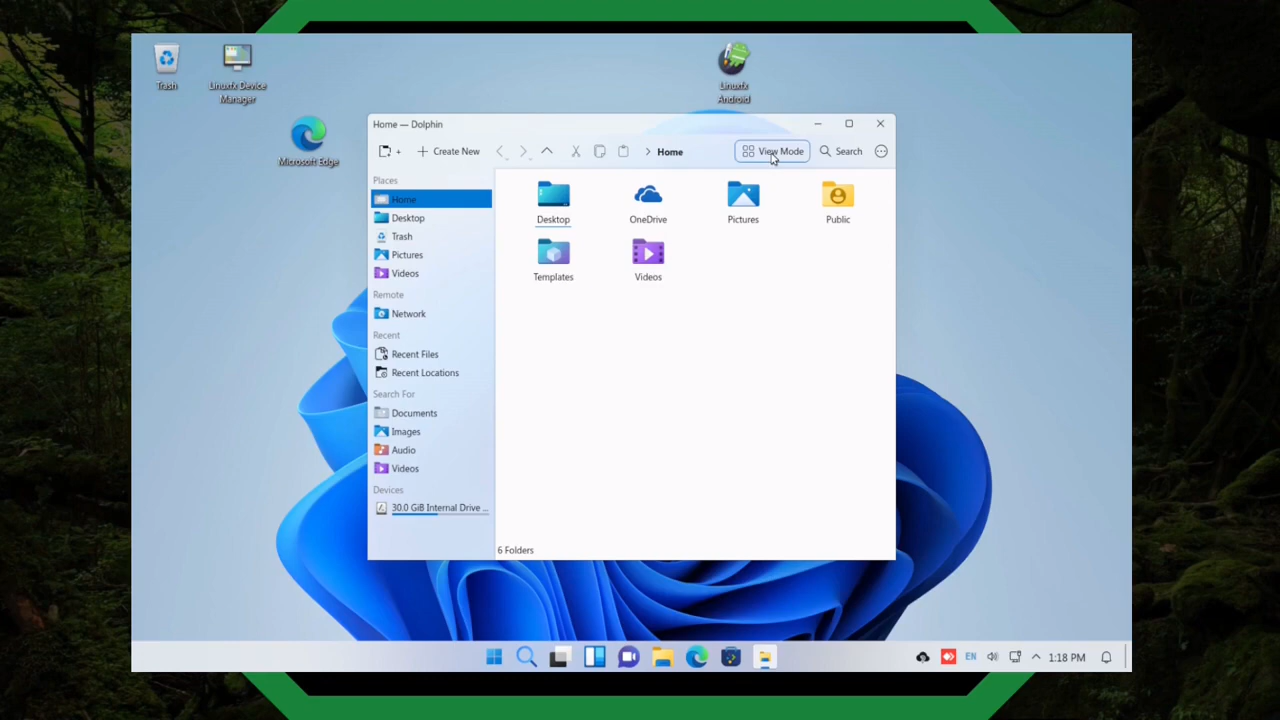 Trash
Linuxfx Device
Manager
Linuxfx
Android
Microsoft Edge
Home — Dolphin
Create New
Home
View Mode
Search
Places
Home
Desktop
Trash
Pictures
Videos
Remote
Network
Recent
Recent Files
Recent Locations
Search For
Documents
Images
Audio
Videos
Devices
30.0 GiB Internal Drive ...
Desktop
OneDrive
Pictures
Public
Templates
Videos
6 Folders
EN
1:18 PM